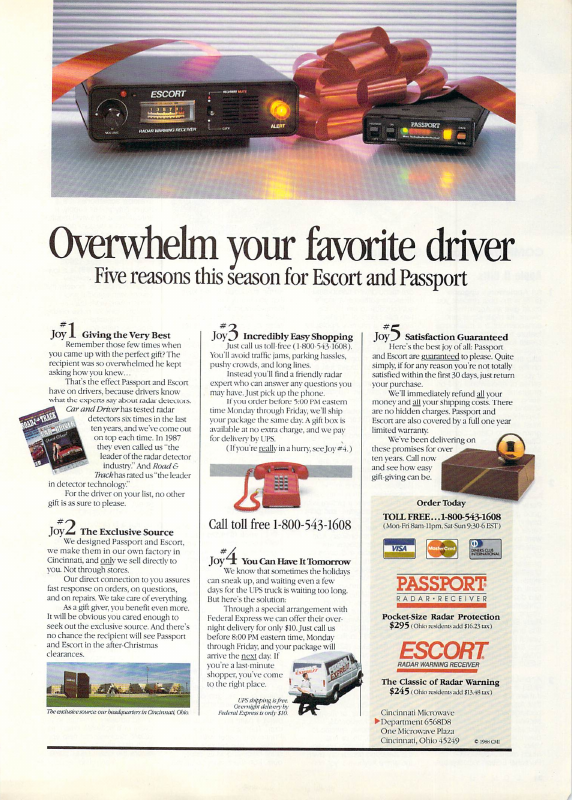 ESCORT
RADAR WARNING RECEIVER
ALERT
PASSPORT
Overwhelm your favorite driver
Five reasons this season for Escort and Passport
Joy #1 Giving the Very Best
Remember those few times when
you came up with the perfect gift? The
recipient was so overwhelmed he kept
asking how you knew…
That's the effect Passport and Escort
have on drivers, because drivers know
what the experts say about radar detectors.
Car and Driver has tested radar
detectors six times in the last
ten years, and we've come out
on top each time. In 1987
they even called us "the
leader of the radar detector
industry." And Road &
Track has rated us "the leader
in detector technology."
For the driver on your list, no other
gift is as sure to please.
Joy #2 The Exclusive Source
We designed Passport and Escort,
we make them in our own factory in
Cincinnati, and only we sell directly to
you. Not through stores.
Our direct connection to you assures
fast response on orders, on questions,
and on repairs. We take care of everything.
As a gift giver, you benefit even more.
It will be obvious you cared enough to
seek out the exclusive source. And there's
no chance the recipient will see Passport
and Escort in the after-Christmas
clearances.
The exclusive source: our headquarters in Cincinnati, Ohio.
Joy #3 Incredibly Easy Shopping
Just call us toll-free (1-800-543-1608).
You'll avoid traffic jams, parking hassles,
pushy crowds, and long lines.
Instead you'll find a friendly radar
expert who can answer any questions you
may have. Just pick up the phone.
If you order before 5:00 PM eastern
time Monday through Friday, we'll ship
your package the same day. A gift box is
available at no extra charge, and we pay
for delivery by UPS.
(If you're really in a hurry, see Joy #4.)
Call toll free 1-800-543-1608
Joy #4 You Can Have It Tomorrow
We know that sometimes the holidays
can sneak up, and waiting even a few
days for the UPS truck is waiting too long.
But here's the solution:
Through a special arrangement with
Federal Express we can offer their over-
night delivery for only $10. Just call us
before 8:00 PM eastern time, Monday
through Friday, and your package will
arrive the next day. If
you're a last-minute
shopper, you've come
to the right place.
UPS shipping is free.
Overnight delivery by
Federal Express is only $10.
Joy #5 Satisfaction Guaranteed
Here's the best joy of all: Passport
and Escort are guaranteed to please. Quite
simply, if for any reason you're not totally
satisfied within the first 30 days, just return
your purchase.
We'll immediately refund all your
money and all your shipping costs. There
are no hidden charges. Passport and
Escort are also covered by a full one year
limited warranty.
We've been delivering on
these promises for over
ten years. Call now
and see how easy
gift-giving can be.
Order Today
TOLL FREE…1-800-543-1608
(Mon-Fri 8am-11pm, Sat-Sun 9:30-6 EST)
VISA
MasterCard
DINERS CLUB
INTERNATIONAL
PASSPORT
RADAR•RECEIVER
Pocket-Size Radar Protection
$295 (Ohio residents add $16.23 tax)
ESCORT
RADAR WARNING RECEIVER
The Classic of Radar Warning
$245 (Ohio residents add $13.48 tax)
Cincinnati Microwave
Department 6568D8
One Microwave Plaza
Cincinnati, Ohio 45249